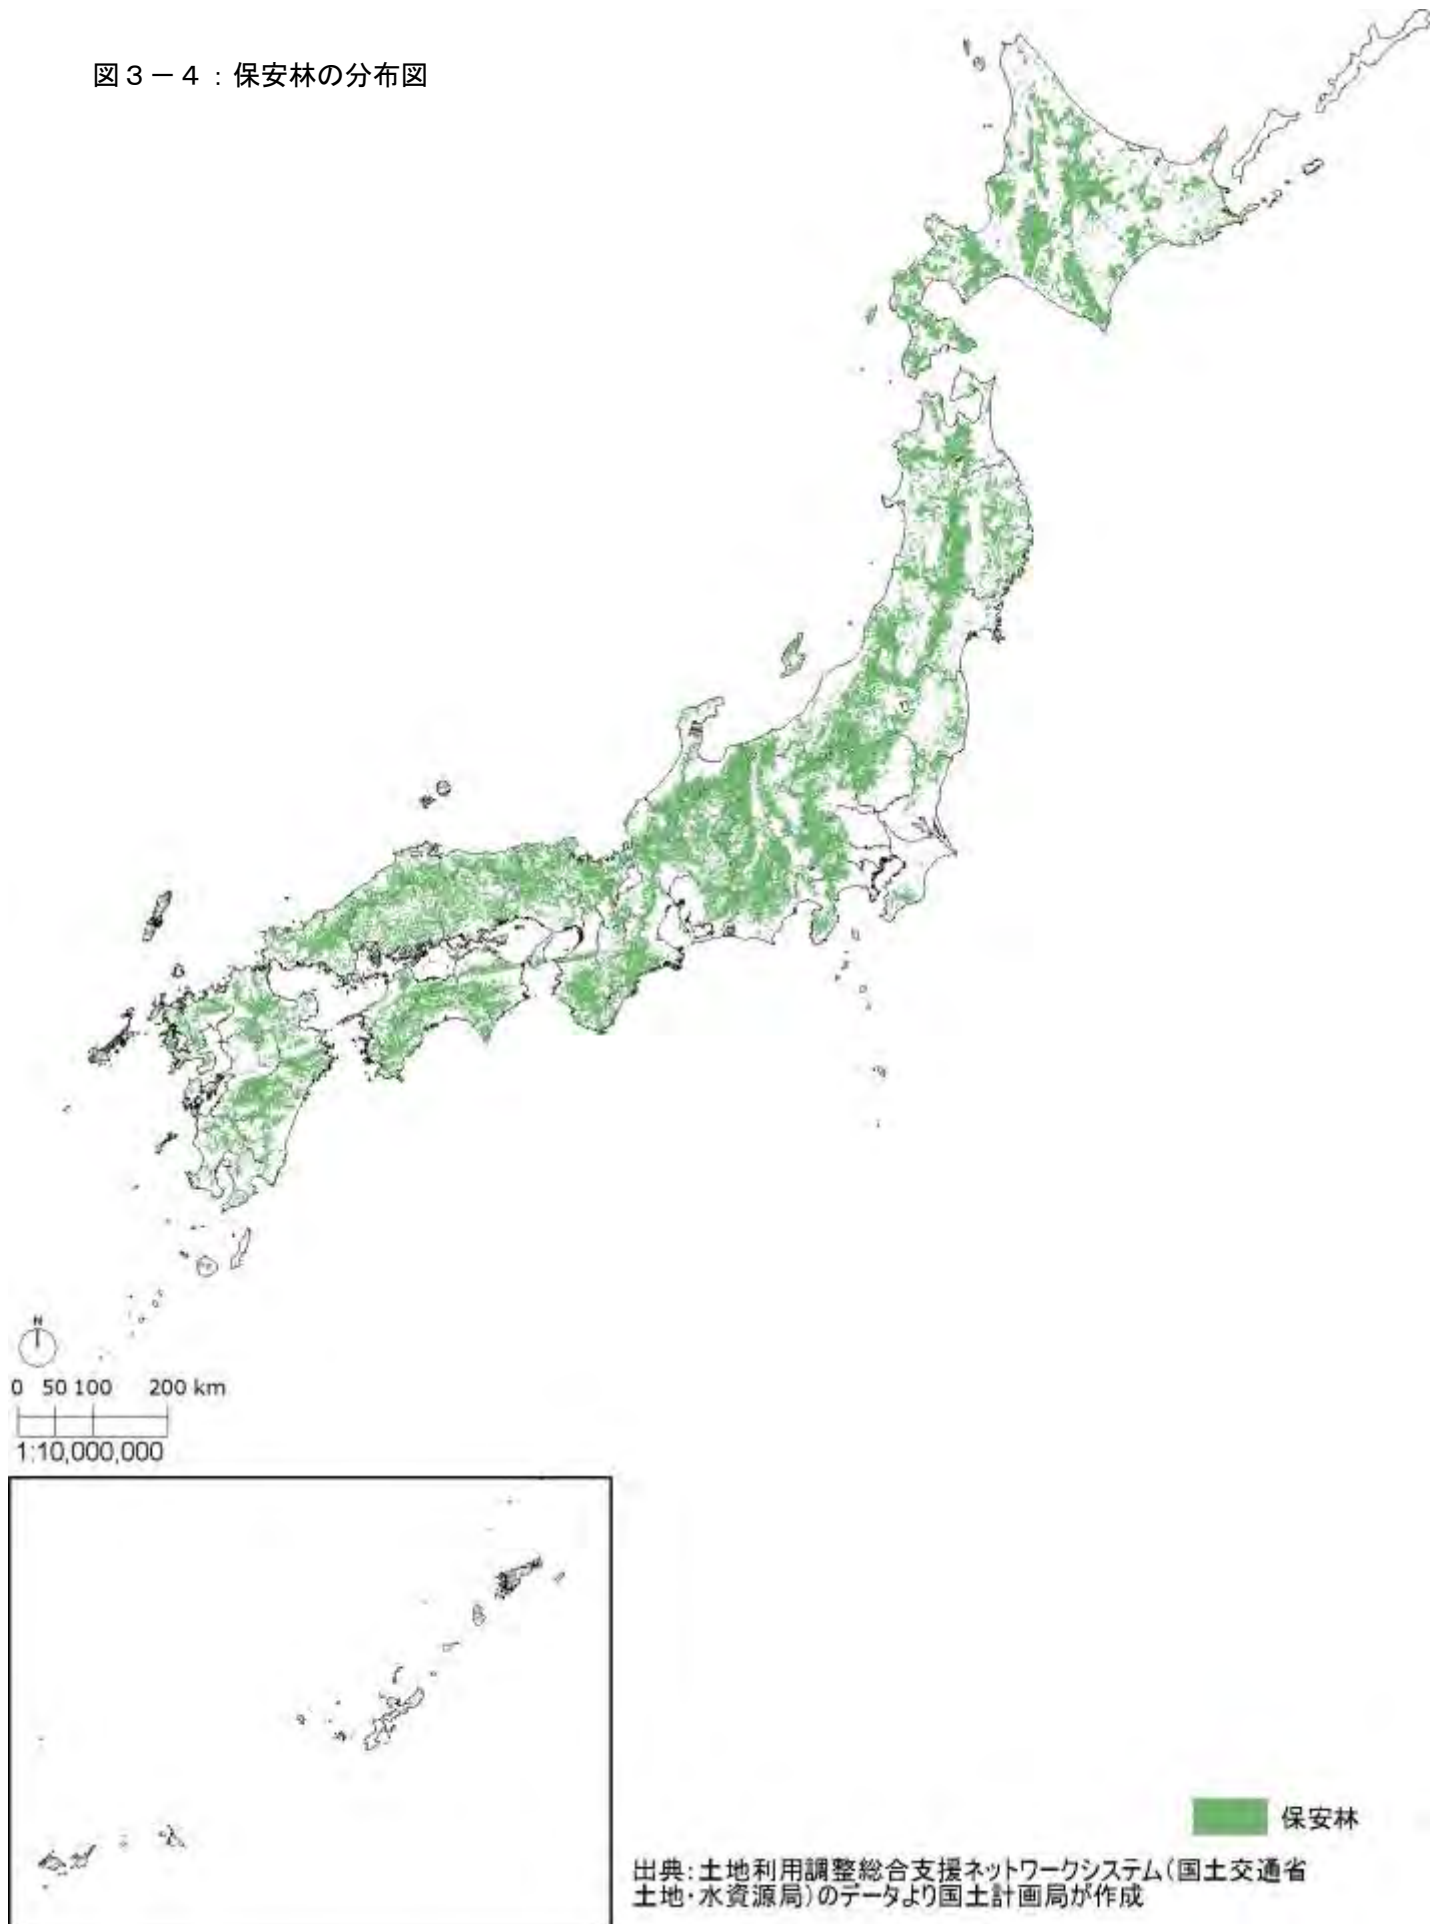 図３－４：保安林の分布図
N
0 50 100 200 km
1:10,000,000
保安林
出典：土地利用調整総合支援ネットワークシステム（国土交通省
土地・水資源局）のデータより国土計画局が作成